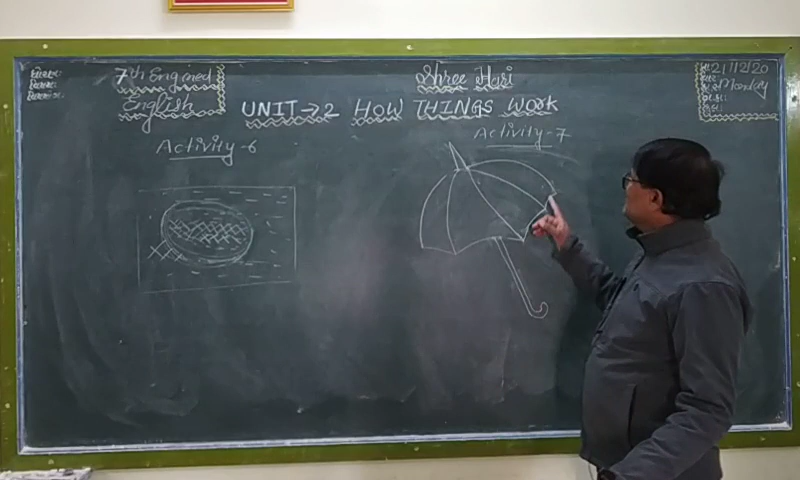 Shree Hari
7th Eng.med
English
UNIT → 2 HOW THINGS WORK
Activity - 6
Activity - 7
21/12/20
Monday